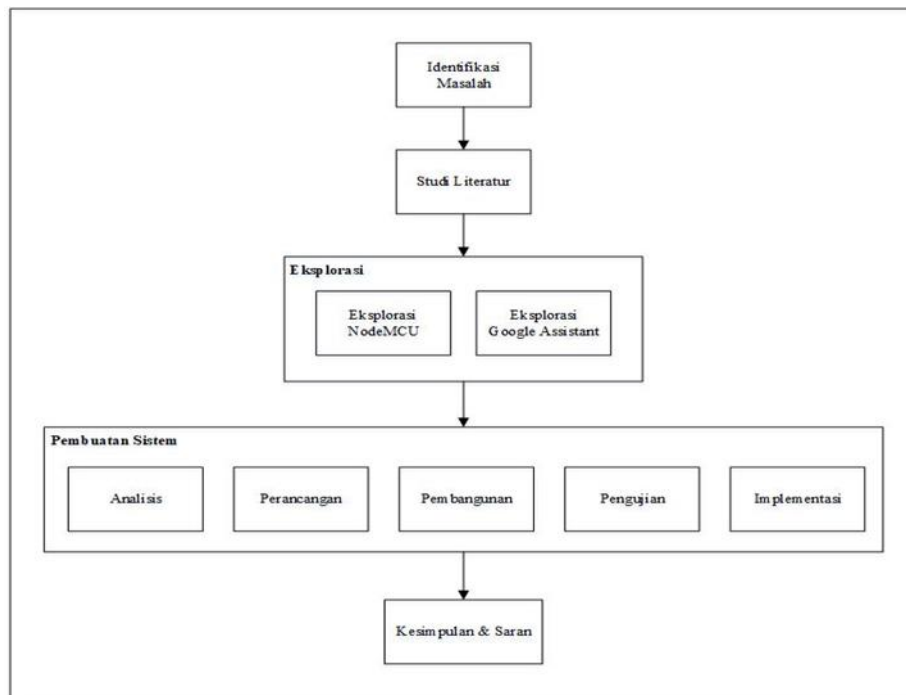 Identifikasi
Masalah
Studi Literatur
Eksplorasi
Eksplorasi
NodeMCU
Eksplorasi
Google Assistant
Pembuatan Sistem
Analisis
Perancangan
Pembangunan
Pengujian
Implementasi
Kesimpulan & Saran